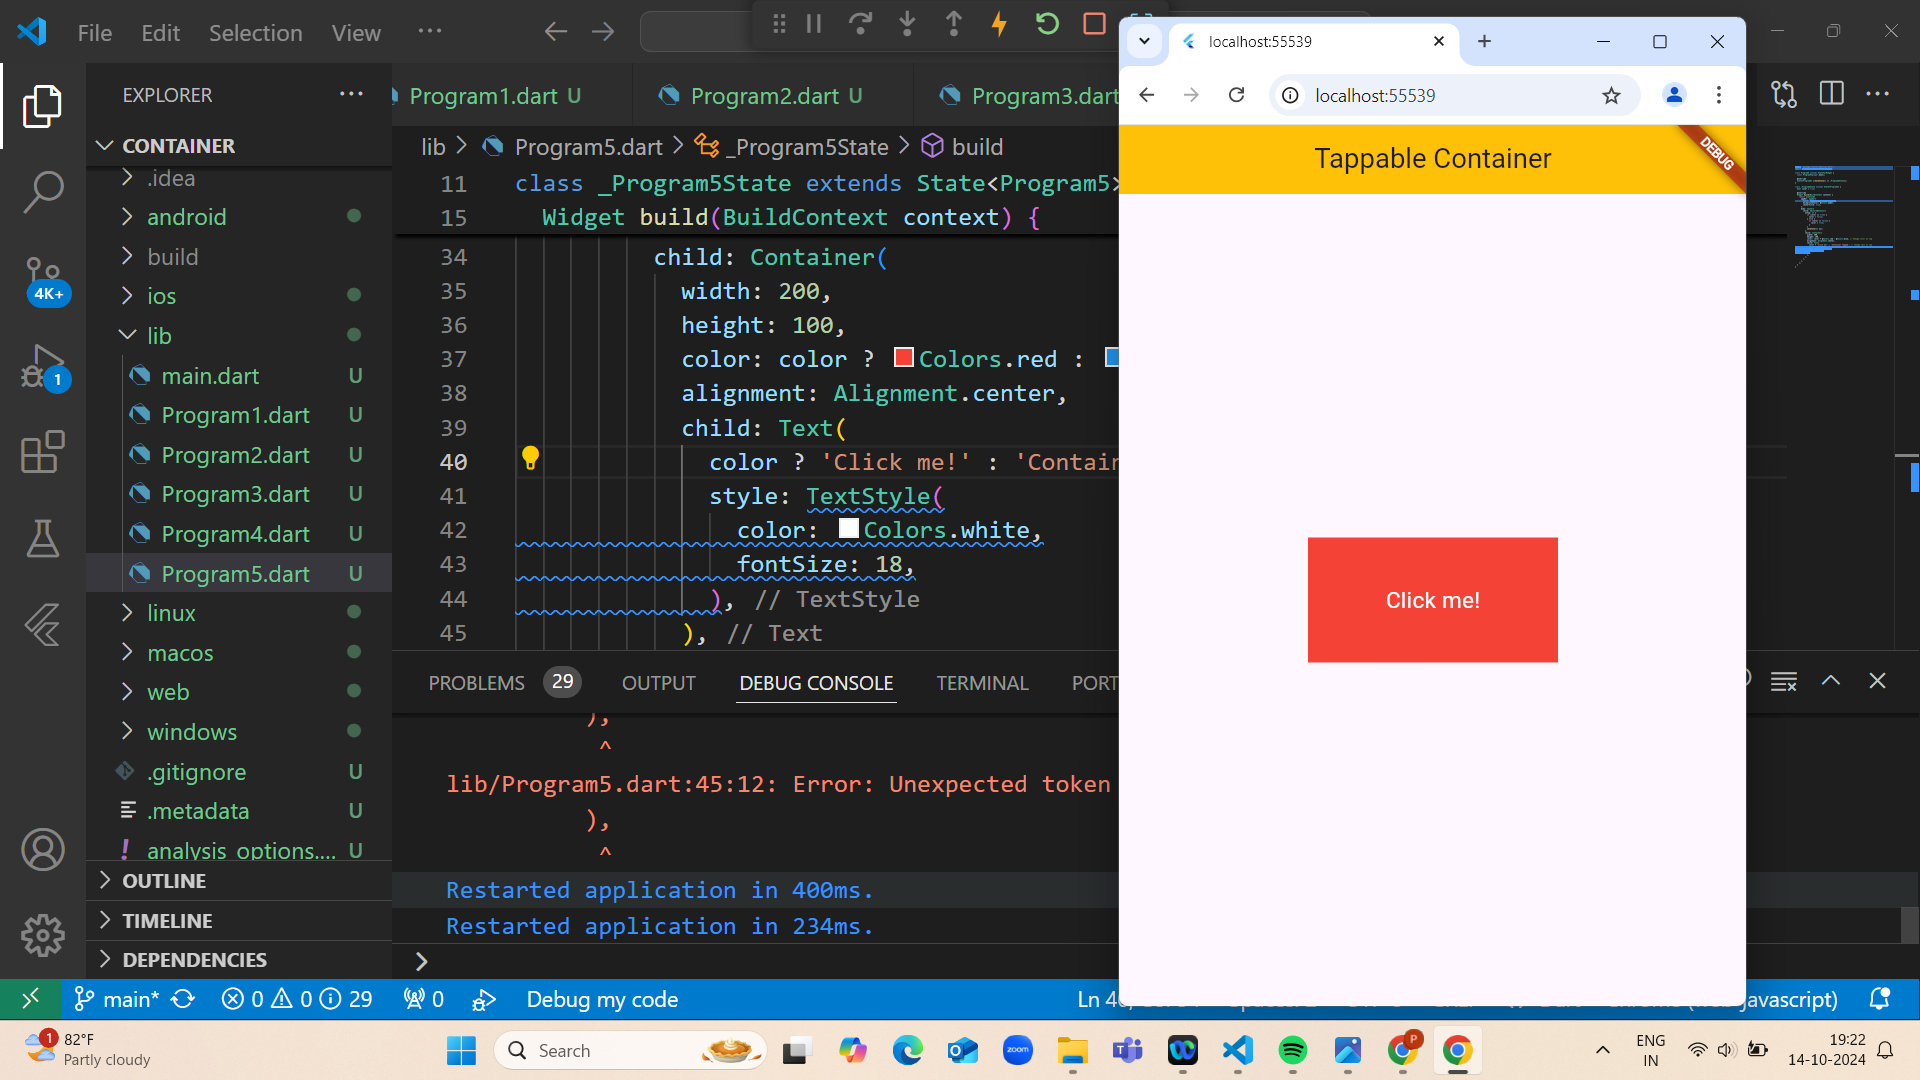 File Edit Selection View
localhost:55539
localhost:55539
EXPLORER
Program1.dart U
Program2.dart U
Program3.dart
CONTAINER
lib > Program5.dart > _Program5State > build
.idea
android
build
ios
lib
main.dart U
Program1.dart U
Program2.dart U
Program3.dart U
Program4.dart U
Program5.dart U
linux
macos
web
windows
.gitignore U
.metadata U
analysis_options.... U
OUTLINE
TIMELINE
DEPENDENCIES
4K+
1
11 class _Program5State extends State<Program5>
15 Widget build(BuildContext context) {
34 child: Container(
35 width: 200,
36 height: 100,
37 color: color ? Colors.red :
38 alignment: Alignment.center,
39 child: Text(
40 color ? 'Click me!' : 'Contain
41 style: TextStyle(
42 color: Colors.white,
43 fontSize: 18,
44 ), // TextStyle
45 ), // Text
PROBLEMS 29 OUTPUT DEBUG CONSOLE TERMINAL PORT
),
^
lib/Program5.dart:45:12: Error: Unexpected token
),
^
Restarted application in 400ms.
Restarted application in 234ms.
>
Tappable Container
DEBUG
Click me!
main* 0 0 29 0 Debug my code
javascript)
1
82°F
Partly cloudy
Search
zoom
P
ENG
IN
19:22
14-10-2024